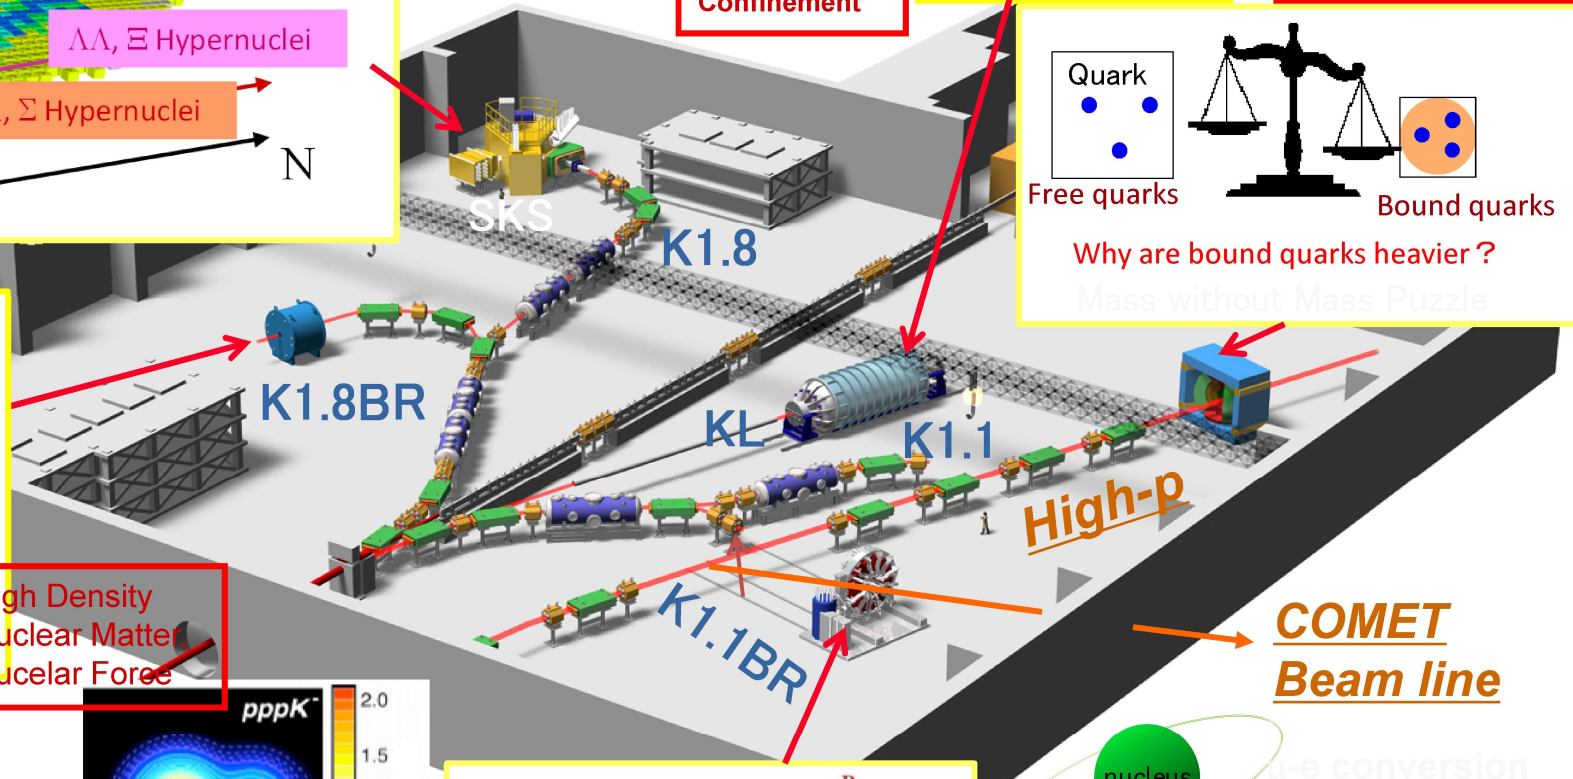 Confinement
ΛΛ, Ξ Hypernuclei
, Σ Hypernuclei
N
SKS
K1.8
Quark
Free quarks
Bound quarks
Why are bound quarks heavier?
Mass without Mass Puzzle
K1.8BR
KL
K1.1
High-p
K1.1BR
COMET
Beam line
gh Density
uclear Matter
ucelar Force
pppK⁻
2.0
1.5
nucleus
μ-e conversion